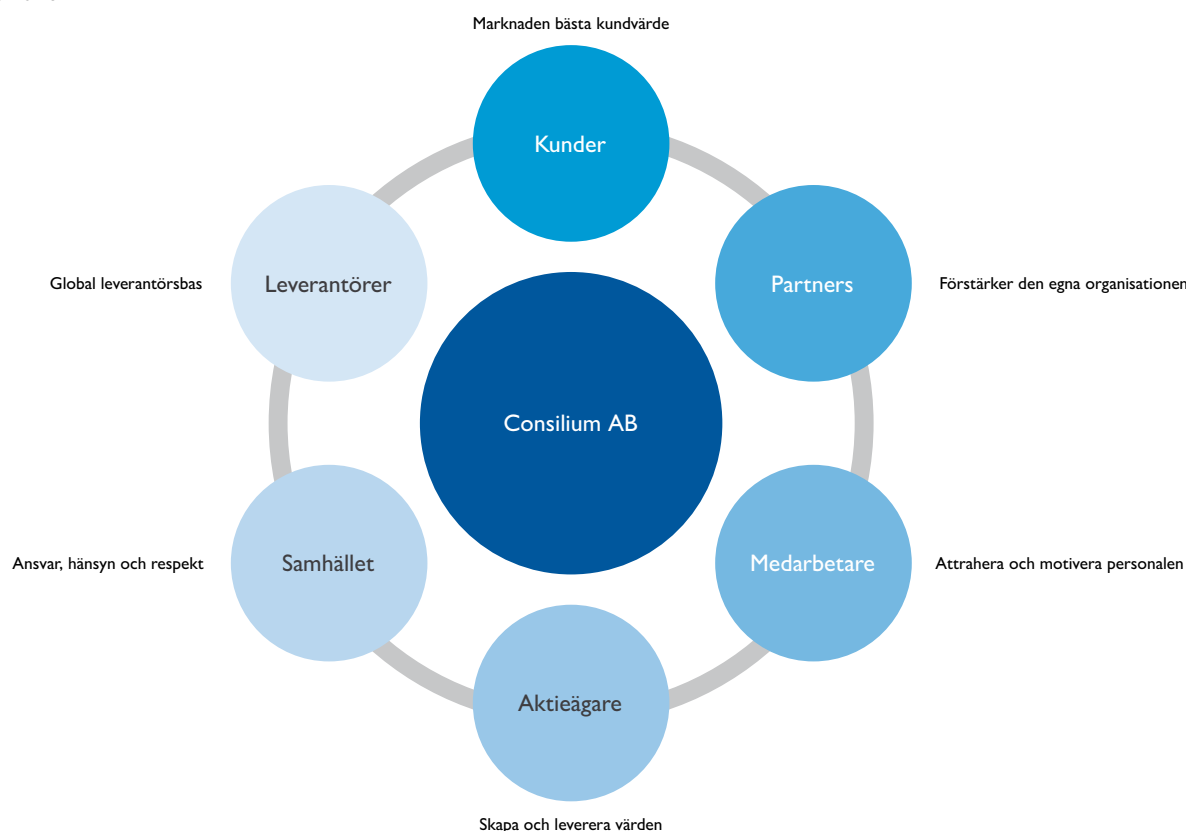 Marknaden bästa kundvärde
Kunder
Leverantörer
Partners
Global leverantörsbas
Förstärker den egna organisationen
Consilium AB
Samhället
Medarbetare
Ansvar, hänsyn och respekt
Attrahera och motivera personalen
Aktieägare
Skapa och leverera värden